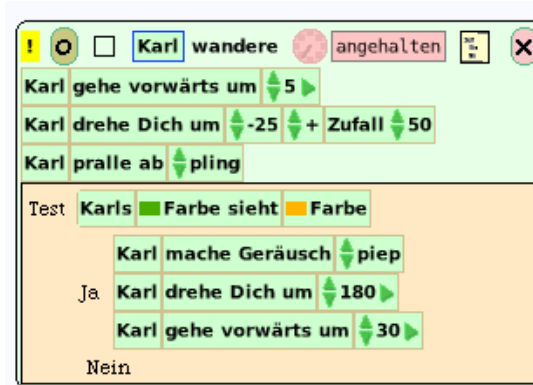 ! O Karl wandere angehalten
Karl gehe vorwärts um 5
Karl drehe Dich um -25 + Zufall 50
Karl pralle ab pling
Test Karls Farbe sieht Farbe
Karl mache Geräusch piep
Ja Karl drehe Dich um 180
Karl gehe vorwärts um 30
Nein